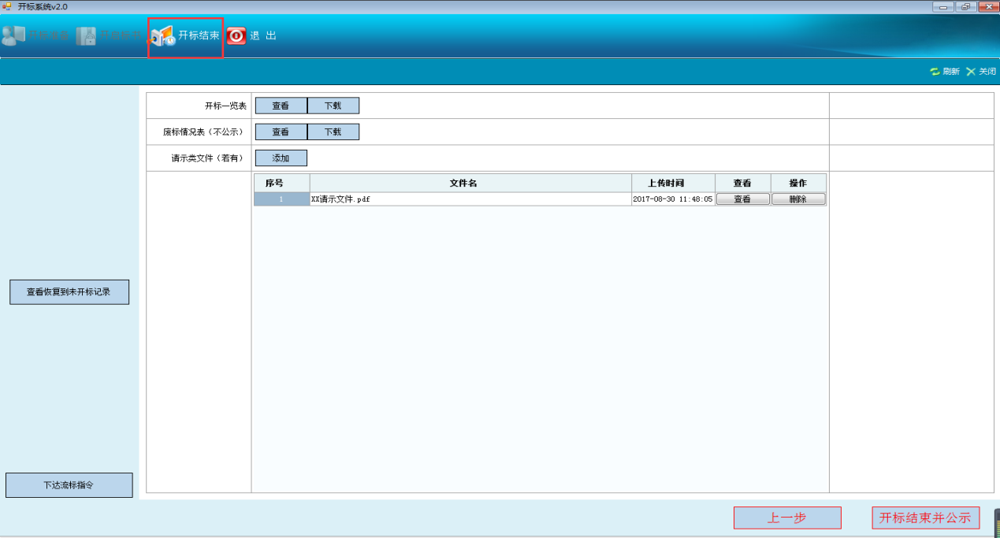 开标系统v2.0
开标结束 退 出
刷新 关闭
开标一览表 查看 下载
废标情况表（不公示） 查看 下载
请示类文件（若有） 添加
序号 文件名 上传时间 查看 操作
1 XX请示文件.pdf 2017-08-30 11:48:05 查看 删除
查看恢复到未开标记录
下达流标指令
上一步 开标结束并公示